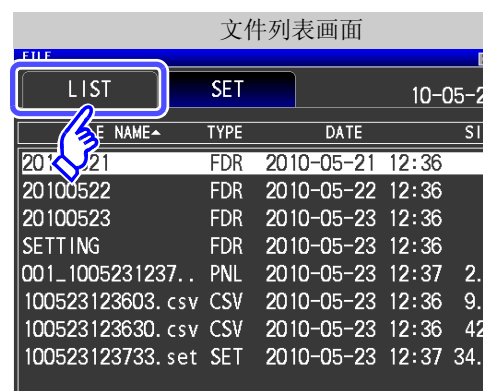 文件列表画面
FILE
LIST SET 10-05-2
E NAME▲ TYPE DATE SI
FDR 2010-05-21 12:36
20100522 FDR 2010-05-22 12:36
20100523 FDR 2010-05-23 12:36
SETTING FDR 2010-05-23 12:36
001_1005231237.. PNL 2010-05-23 12:37 2.
100523123603.csv CSV 2010-05-23 12:36 9.
100523123630.csv CSV 2010-05-23 12:36 42
100523123733.set SET 2010-05-23 12:37 34.